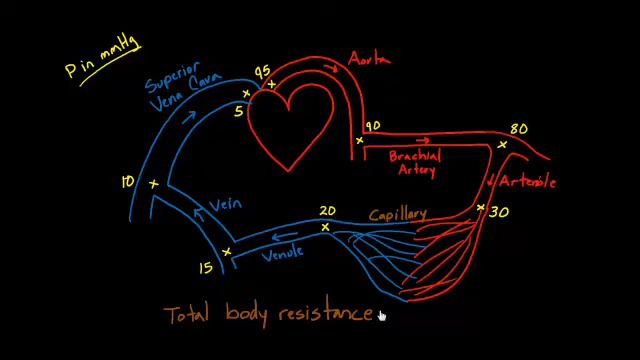 P in mmHg
Superior
Vena Cava
95
Aorta
5
90
80
Brachial
Artery
Arteriole
10
Vein
20
Capillary
30
Venule
15
Total body resistance